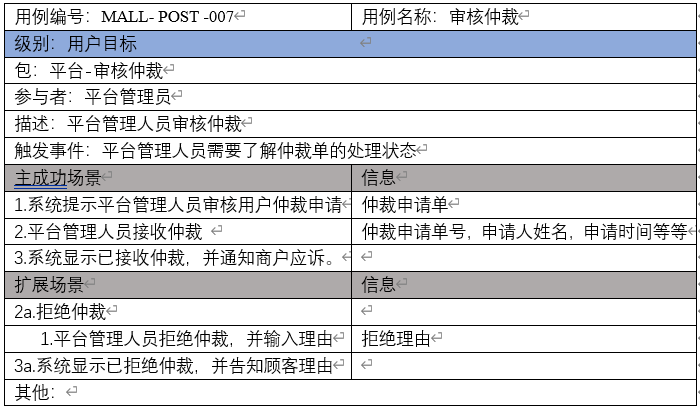 用例编号：MALL- POST -007 用例名称：审核仲裁
级别：用户目标
包：平台-审核仲裁
参与者：平台管理员
描述：平台管理人员审核仲裁
触发事件：平台管理人员需要了解仲裁单的处理状态
主成功场景 信息
1.系统提示平台管理人员审核用户仲裁申请 仲裁申请单
2.平台管理人员接收仲裁 仲裁申请单号，申请人姓名，申请时间等等
3.系统显示已接收仲裁，并通知商户应诉。
扩展场景 信息
2a.拒绝仲裁
1.平台管理人员拒绝仲裁，并输入理由 拒绝理由
3a.系统显示已拒绝仲裁，并告知顾客理由
其他：